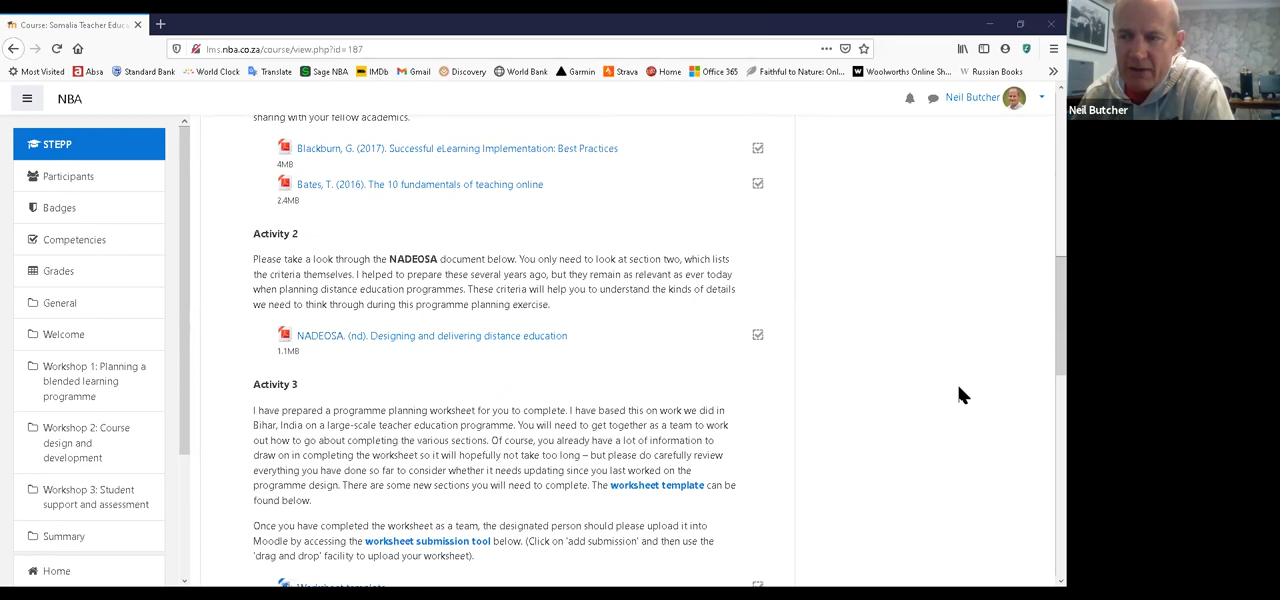 Course: Somalia Teacher Educ
lms.nba.co.za/course/view.php?id=187
Most Visited
Absa
Standard Bank
World Clock
Translate
Sage NBA
IMDb
Gmail
Discovery
World Bank
Garmin
Strava
Home
Office 365
Faithful to Nature: Onl...
Woolworths Online Sh...
Russian Books
NBA
Neil Butcher
Neil Butcher
STEPP
Participants
Badges
Competencies
Grades
General
Welcome
Workshop 1: Planning a
blended learning
programme
Workshop 2: Course
design and
development
Workshop 3: Student
support and assessment
Summary
Home
sharing with your fellow academics.
Blackburn, G. (2017). Successful eLearning Implementation: Best Practices
4MB
Bates, T. (2016). The 10 fundamentals of teaching online
2.4MB
Activity 2
Please take a look through the NADEOSA document below. You only need to look at section two, which lists
the criteria themselves. I helped to prepare these several years ago, but they remain as relevant as ever today
when planning distance education programmes. These criteria will help you to understand the kinds of details
we need to think through during this programme planning exercise.
NADEOSA. (nd). Designing and delivering distance education
1.1MB
Activity 3
I have prepared a programme planning worksheet for you to complete. I have based this on work we did in
Bihar, India on a large-scale teacher education programme. You will need to get together as a team to work
out how to go about completing the various sections. Of course, you already have a lot of information to
draw on in completing the worksheet so it will hopefully not take too long – but please do carefully review
everything you have done so far to consider whether it needs updating since you last worked on the
programme design. There are some new sections you will need to complete. The worksheet template can be
found below.
Once you have completed the worksheet as a team, the designated person should please upload it into
Moodle by accessing the worksheet submission tool below. (Click on 'add submission' and then use the
'drag and drop' facility to upload your worksheet).
Worksheet template